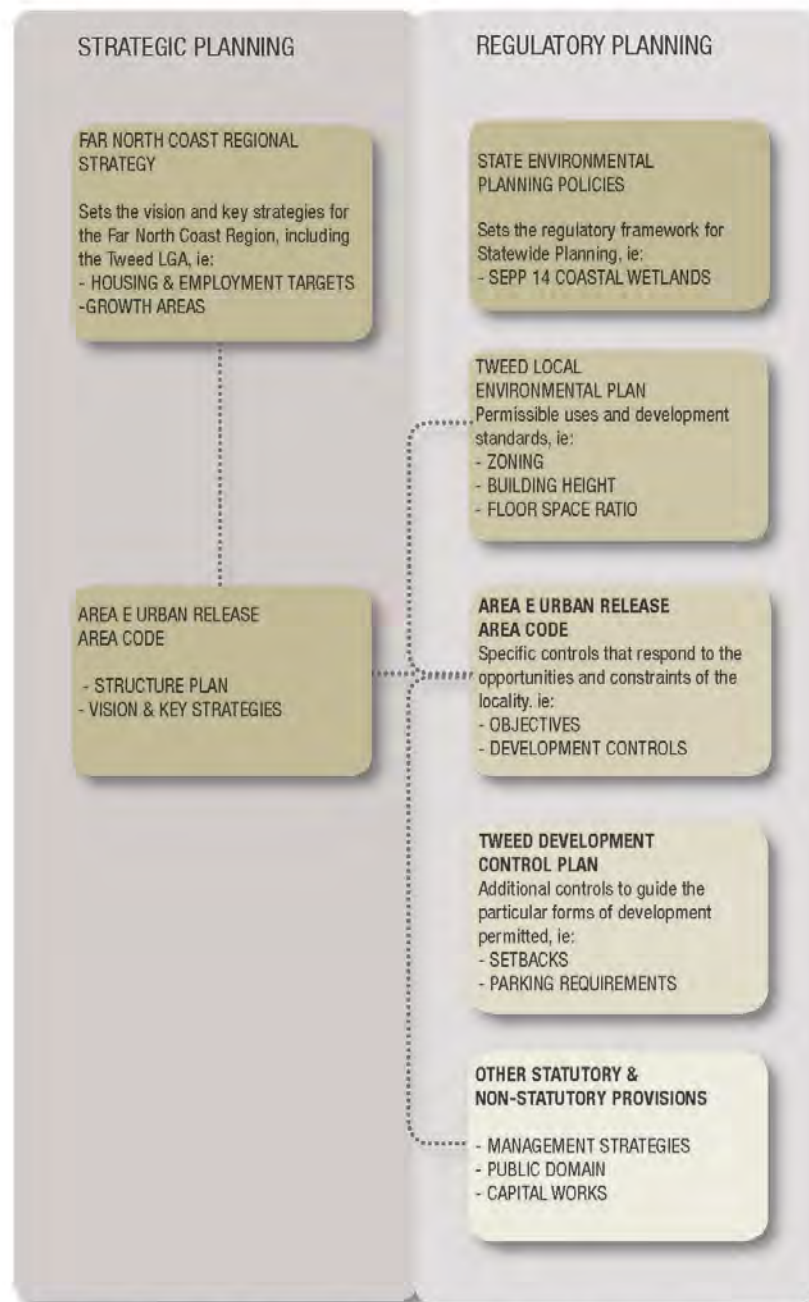 STRATEGIC PLANNING
FAR NORTH COAST REGIONAL
STRATEGY
Sets the vision and key strategies for
the Far North Coast Region, including
the Tweed LGA, ie:
- HOUSING & EMPLOYMENT TARGETS
-GROWTH AREAS
AREA E URBAN RELEASE
AREA CODE
- STRUCTURE PLAN
- VISION & KEY STRATEGIES
REGULATORY PLANNING
STATE ENVIRONMENTAL
PLANNING POLICIES
Sets the regulatory framework for
Statewide Planning, ie:
- SEPP 14 COASTAL WETLANDS
TWEED LOCAL
ENVIRONMENTAL PLAN
Permissible uses and development
standards, ie:
- ZONING
- BUILDING HEIGHT
- FLOOR SPACE RATIO
AREA E URBAN RELEASE
AREA CODE
Specific controls that respond to the
opportunities and constraints of the
locality. ie:
- OBJECTIVES
- DEVELOPMENT CONTROLS
TWEED DEVELOPMENT
CONTROL PLAN
Additional controls to guide the
particular forms of development
permitted, ie:
- SETBACKS
- PARKING REQUIREMENTS
OTHER STATUTORY &
NON-STATUTORY PROVISIONS
- MANAGEMENT STRATEGIES
- PUBLIC DOMAIN
- CAPITAL WORKS